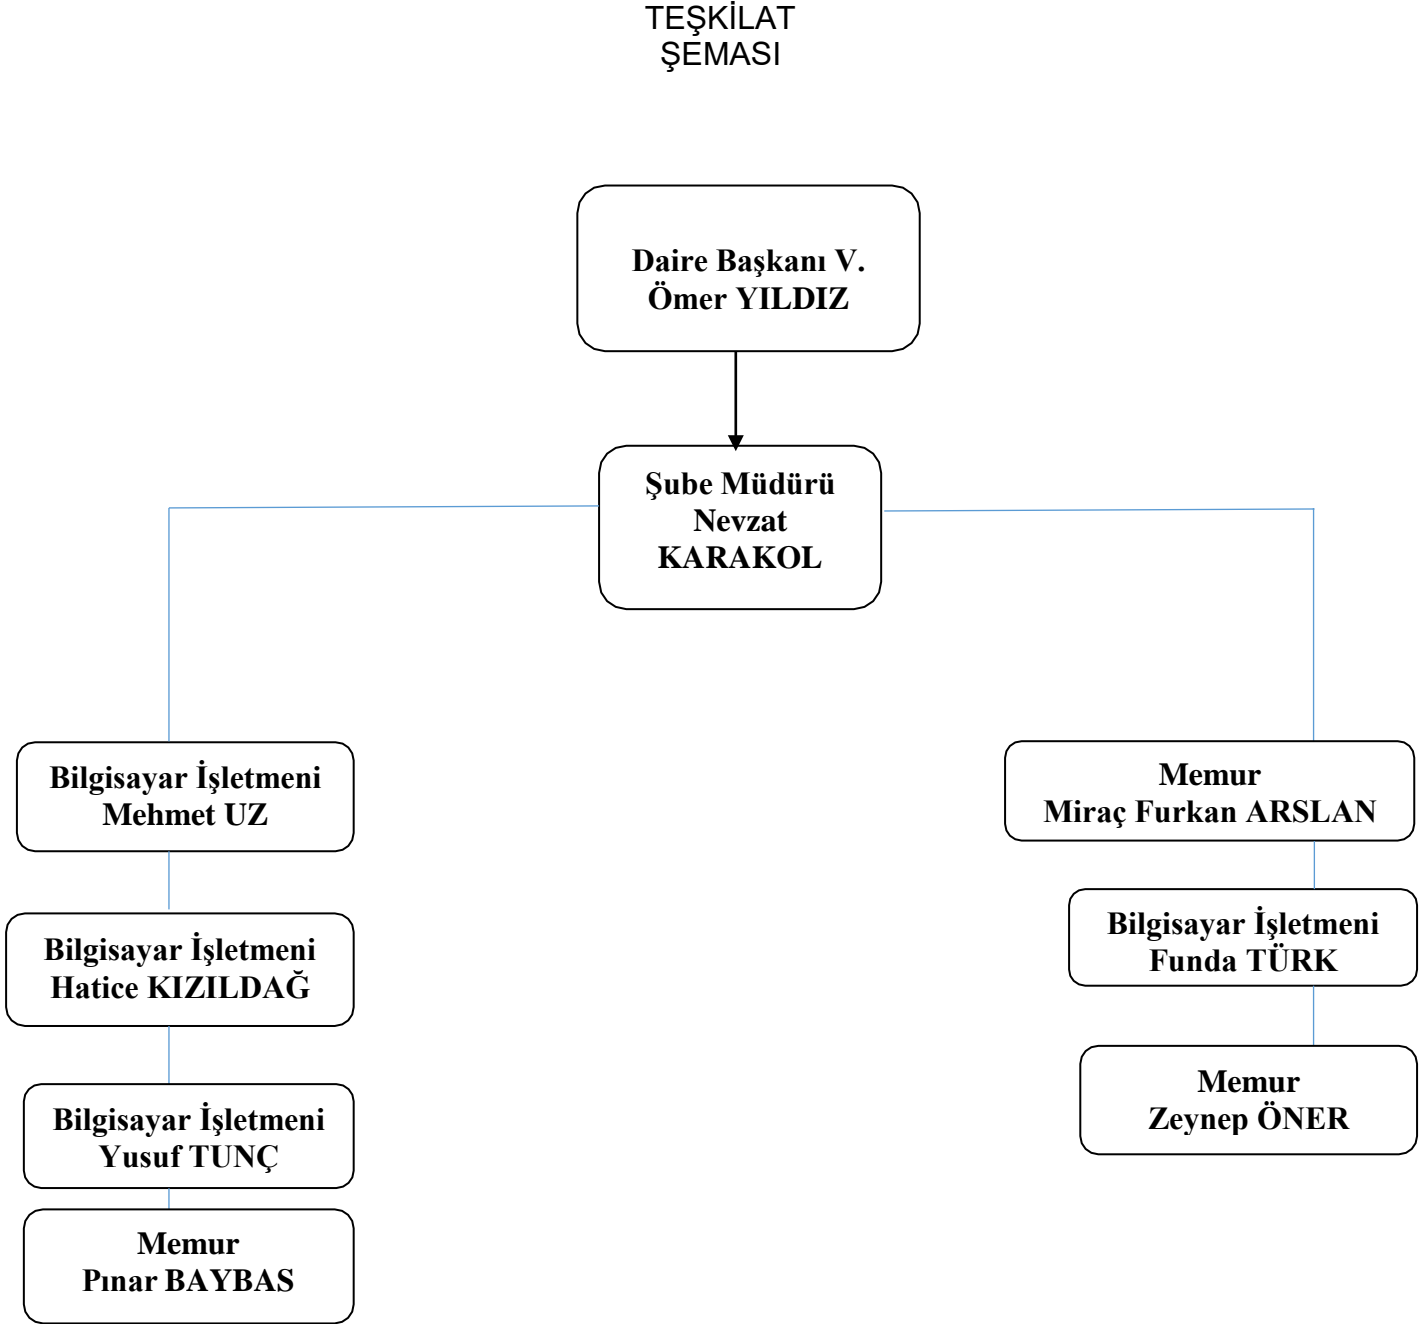 TEŞKİLAT
ŞEMASI
Daire Başkanı V.
Ömer YILDIZ
Şube Müdürü
Nevzat
KARAKOL
Bilgisayar İşletmeni
Mehmet UZ
Bilgisayar İşletmeni
Hatice KIZILDAĞ
Bilgisayar İşletmeni
Yusuf TUNÇ
Memur
Pınar BAYBAS
Memur
Miraç Furkan ARSLAN
Bilgisayar İşletmeni
Funda TÜRK
Memur
Zeynep ÖNER